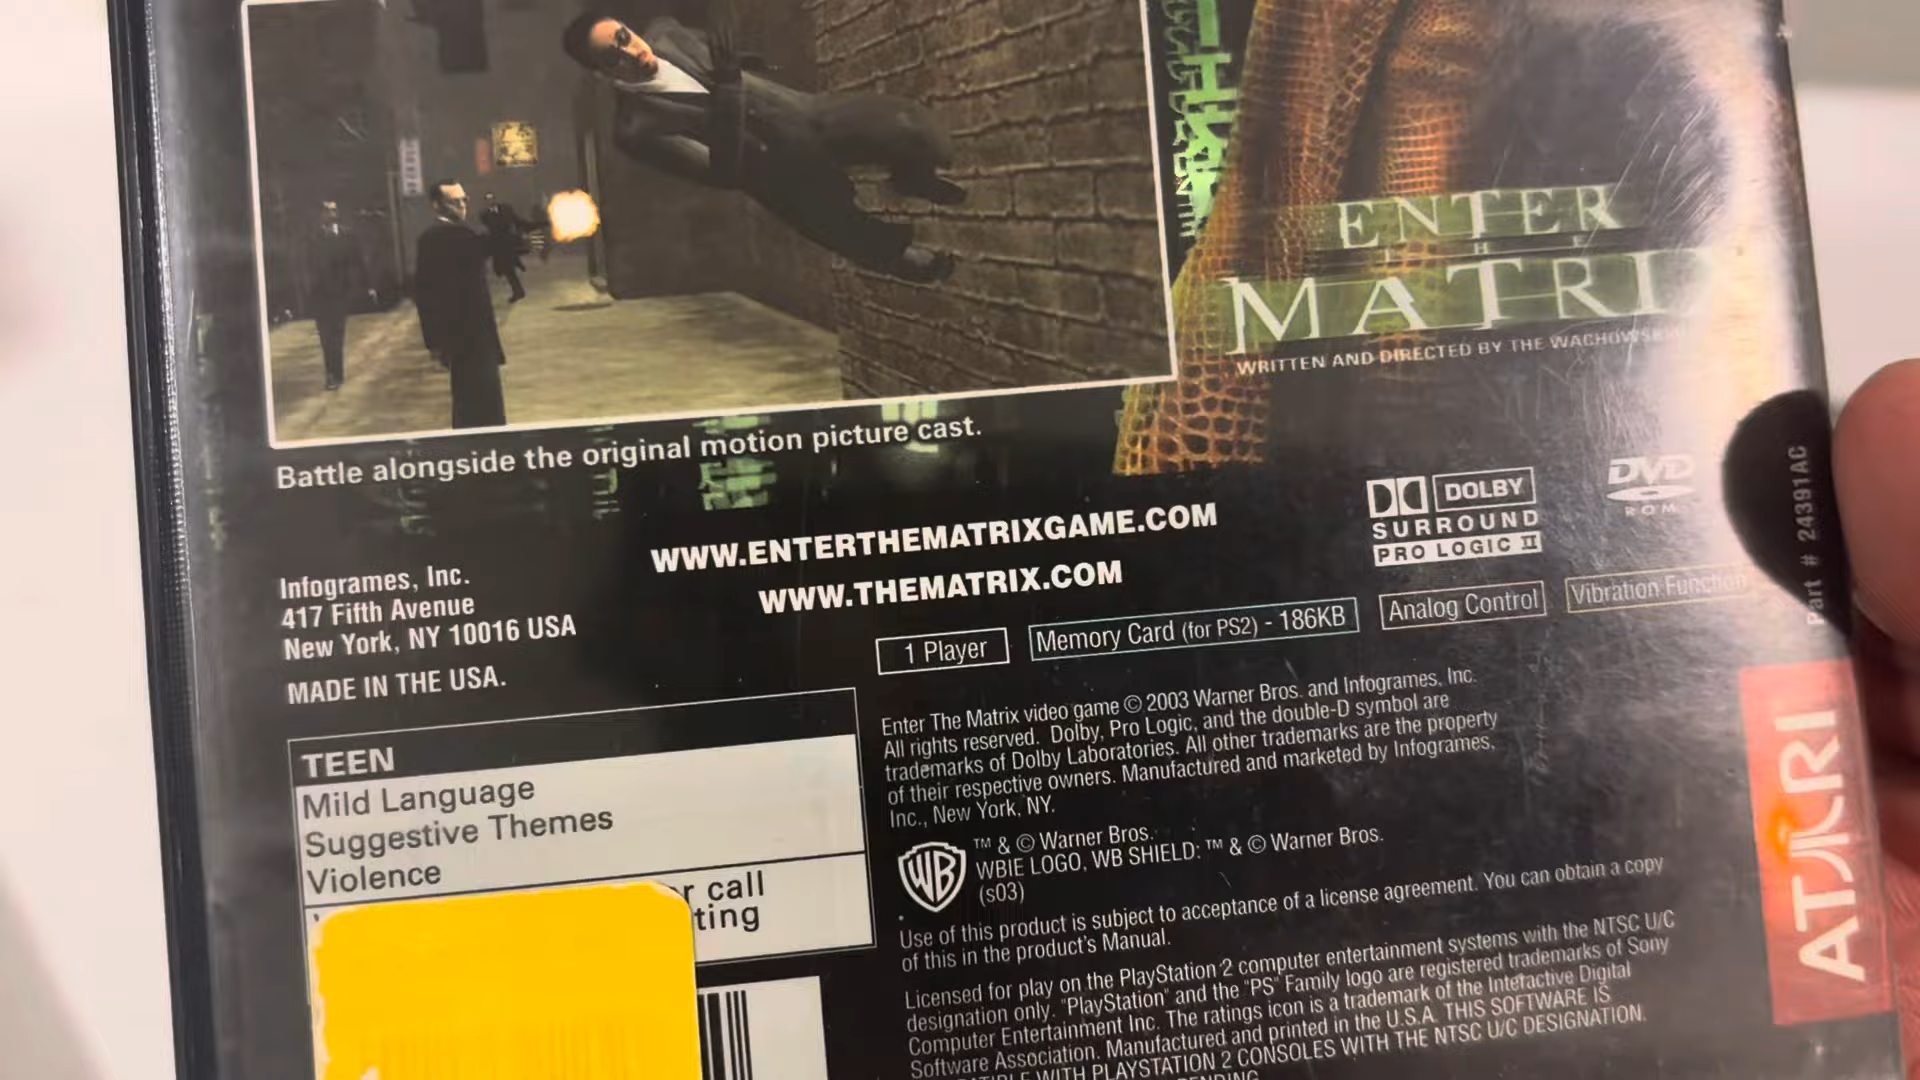 ENTER
THE
MATRI
WRITTEN AND DIRECTED BY THE WACHOWSKI
Battle alongside the original motion picture cast.
WWW.ENTERTHEMATRIXGAME.COM
WWW.THEMATRIX.COM
DOLBY
SURROUND
PRO LOGIC II
DVD
ROM
Part # 24391AC
Infogrames, Inc.
417 Fifth Avenue
New York, NY 10016 USA
MADE IN THE USA.
1 Player
Memory Card (for PS2) - 186KB
Analog Control
Vibration Function
TEEN
Mild Language
Suggestive Themes
Violence
r call
ting
Enter The Matrix video game © 2003 Warner Bros. and Infogrames, Inc.
All rights reserved. Dolby, Pro Logic, and the double-D symbol are
trademarks of Dolby Laboratories. All other trademarks are the property
of their respective owners. Manufactured and marketed by Infogrames,
Inc., New York, NY.
WB
™ & © Warner Bros.
WBIE LOGO, WB SHIELD: ™ & © Warner Bros.
(s03)
Use of this product is subject to acceptance of a license agreement. You can obtain a copy
of this in the product's Manual.
Licensed for play on the PlayStation 2 computer entertainment systems with the NTSC U/C
designation only. "PlayStation" and the "PS" Family logo are registered trademarks of Sony
Computer Entertainment Inc. The ratings icon is a trademark of the Interactive Digital
Software Association. Manufactured and printed in the U.S.A. THIS SOFTWARE IS
WITH PLAYSTATION 2 CONSOLES WITH THE NTSC U/C DESIGNATION.
PENDING
ATARI